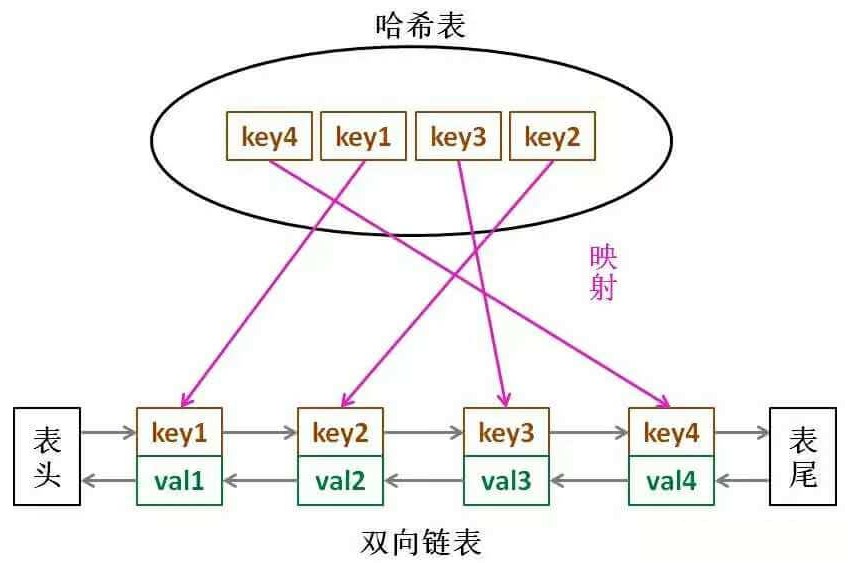 哈希表
key4 key1 key3 key2
映
射
表
头
key1 key2 key3 key4
val1 val2 val3 val4
表
尾
双向链表